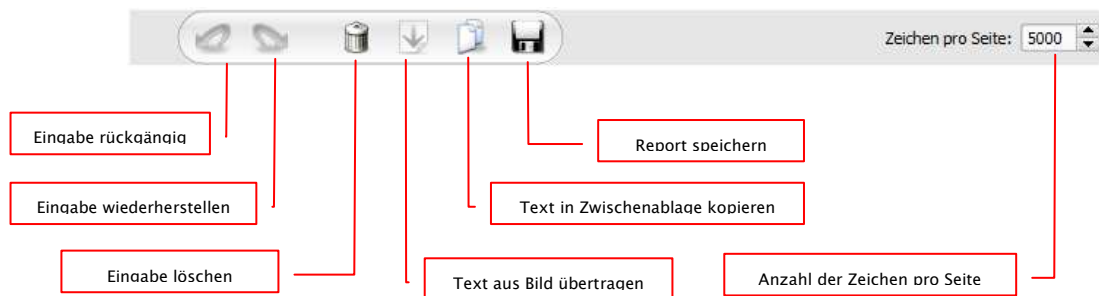 Zeichen pro Seite: 5000
Eingabe rückgängig
Report speichern
Eingabe wiederherstellen
Text in Zwischenablage kopieren
Eingabe löschen
Text aus Bild übertragen
Anzahl der Zeichen pro Seite